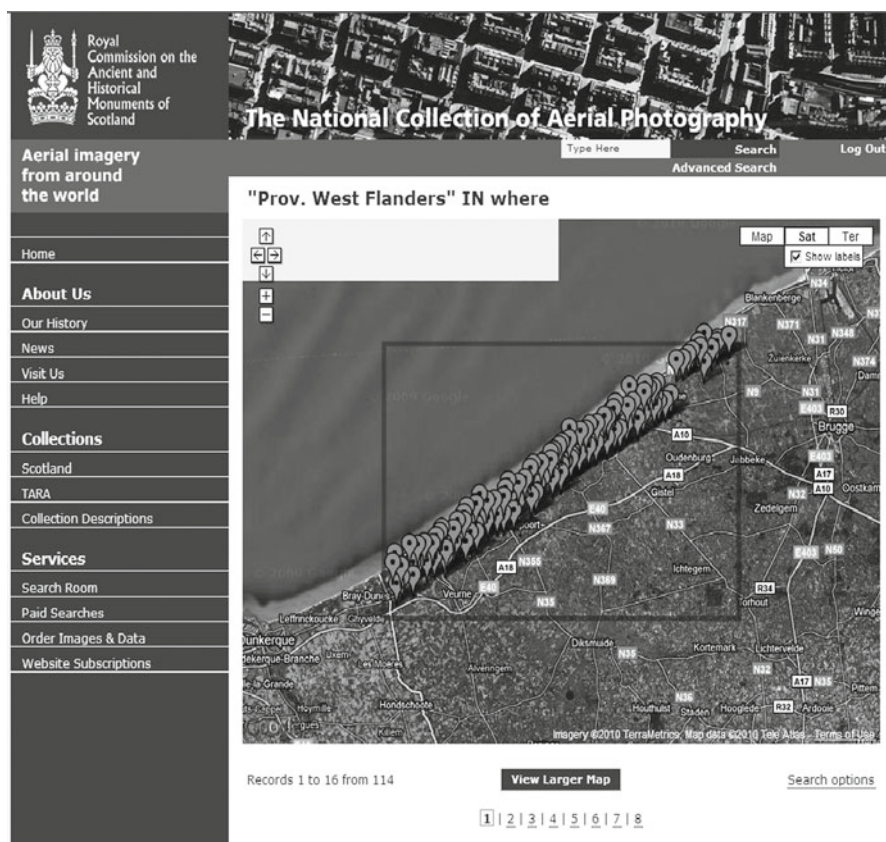 Royal
Commission on the
Ancient and
Historical
Monuments of
Scotland
The National Collection of Aerial Photography
Aerial imagery
from around
the world
Type Here
Search
Log Out
Advanced Search
"Prov. West Flanders" IN where
Home
About Us
Our History
News
Visit Us
Help
Collections
Scotland
TARA
Collection Descriptions
Services
Search Room
Paid Searches
Order Images & Data
Website Subscriptions
Map
Sat
Ter
Show labels
N34
Blankenberge
N317
N371
N31
N348
Zuienkerke
N374
N9
N31
E403
R30
Brugge
A10
Oudenburg
Jabbeke
E403
A18
A17
A10
Gistel
N32
Oostkam
Zedelgem
E40
N367
N33
E403
N50
A18
N355
Ichtegem
N369
R34
Bray-Dunes
Veurne
E40
N35
Leffrinckoucke
Ghyvelde
Diksmuide
N35
Kortemark
Lichtervelde
N32
Les Moëres
Alveringem
A17
N35
Pittem
Hondschoote
N36
Houthulst
Staden
Hooglede
R32
Ardooie
Killem
Imagery ©2010 TerraMetrics, Map data ©2010 Tele Atlas - Terms of Use
Records 1 to 16 from 114
View Larger Map
Search options
1 | 2 | 3 | 4 | 5 | 6 | 7 | 8